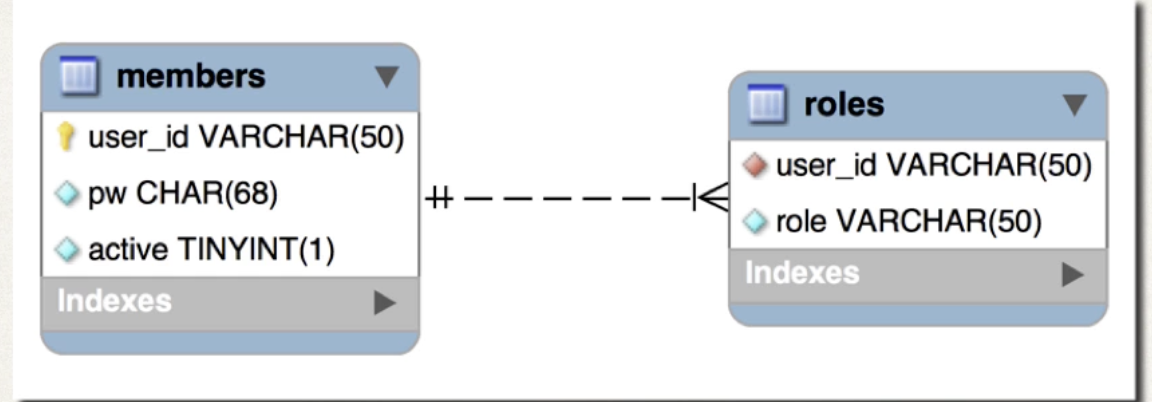 members
user_id VARCHAR(50)
pw CHAR(68)
active TINYINT(1)
Indexes
roles
user_id VARCHAR(50)
role VARCHAR(50)
Indexes